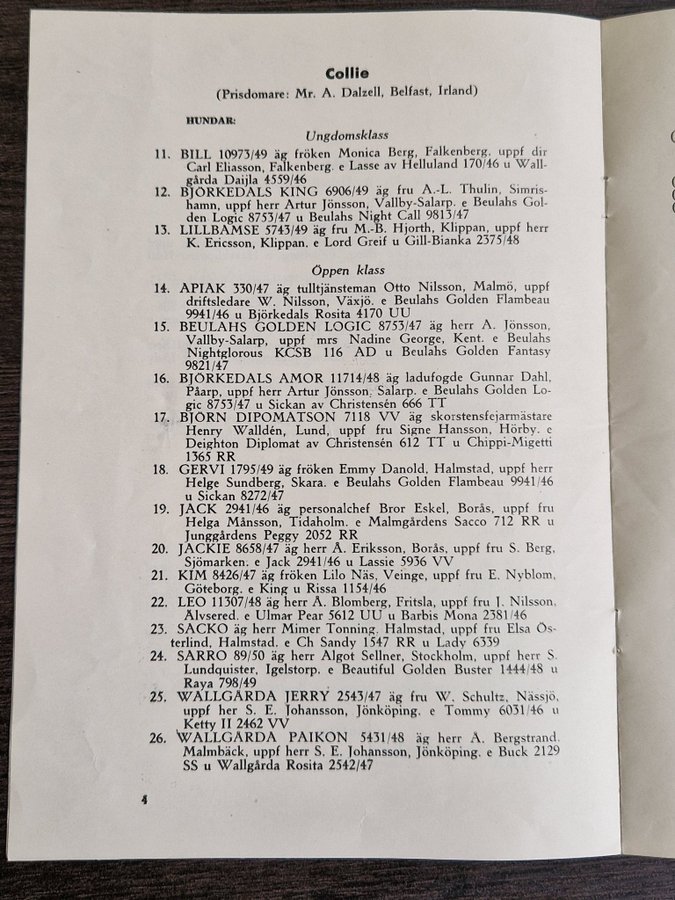 Collie
(Prisdomare: Mr. A. Dalzell, Belfast, Irland)
HUNDAR:
Ungdomsklass
11. BILL 10973/49 äg fröken Monica Berg, Falkenberg, uppf dir
Carl Eliasson, Falkenberg. e Lasse av Helluland 170/46 u Wall-
gårda Daijla 4559/46
12. BJÖRKEDALS KING 6906/49 äg fru A.-L. Thulin, Simris-
hamn, uppf herr Artur Jönsson, Vallby-Salarp. e Beulahs Gol-
den Logic 8753/47 u Beulahs Night Call 9813/47
13. LILLBAMSE 5743/49 äg fru M.-B. Hjorth, Klippan, uppf herr
K. Ericsson, Klippan. e Lord Greif u Gill-Bianka 2375/48
Öppen klass
14. APIAK 330/47 äg tulltjänsteman Otto Nilsson, Malmö, uppf
driftsledare W. Nilsson, Växjö. e Beulahs Golden Flambeau
9941/46 u Björkedals Rosita 4170 UU
15. BEULAHS GOLDEN LOGIC 8753/47 äg herr A. Jönsson,
Vallby-Salarp, uppf mrs Nadine George, Kent. e Beulahs
Nightglorous KCSB 116 AD u Beulahs Golden Fantasy
9821/47
16. BJÖRKEDALS AMOR 11714/48 äg ladufogde Gunnar Dahl,
Påarp, uppf herr Artur Jönsson, Salarp. e Beulahs Golden Lo-
gic 8753/47 u Sickan av Christensén 666 TT
17. BJÖRN DIPOMATSON 7118 VV äg skorstensfejarmästare
Henry Walldén, Lund, uppf fru Signe Hansson, Hörby. e
Deighton Diplomat av Christensén 612 TT u Chippi-Migetti
1365 RR
18. GERVI 1795/49 äg fröken Emmy Danold, Halmstad, uppf herr
Helge Sundberg, Skara. e Beulahs Golden Flambeau 9941/46
u Sickan 8272/47
19. JACK 2941/46 äg personalchef Bror Eskel, Borås, uppf fru
Helga Månsson, Tidaholm. e Malmgårdens Sacco 712 RR u
Junggårdens Peggy 2052 RR
20. JACKIE 8658/47 äg herr A. Eriksson, Borås, uppf fru S. Berg,
Sjömarken. e Jack 2941/46 u Lassie 5936 VV
21. KIM 8426/47 äg fröken Lilo Näs, Veinge, uppf fru E. Nyblom,
Göteborg. e King u Rissa 1154/46
22. LEO 11307/48 äg herr Å. Blomberg, Fritsla, uppf fru J. Nilsson,
Älvsered. e Ulmar Pear 5612 UU u Barbis Mona 2381/46
23. SACKO äg herr Mimer Tonning, Halmstad, uppf fru Elsa Ös-
terlind, Halmstad. e Ch Sandy 1547 RR u Lady 6339
24. SARRO 89/50 äg herr Algot Sellner, Stockholm, uppf herr S.
Lundquister, Igelstorp. e Beautiful Golden Buster 1444/48 u
Raya 798/49
25. WALLGÅRDA JERRY 2543/47 äg fru W. Schultz, Nässjö,
uppf her S. E. Johansson, Jönköping. e Tommy 6031/46 u
Ketty II 2462 VV
26. WALLGÅRDA PAIKON 5431/48 äg herr A. Bergstrand,
Malmbäck, uppf herr S. E. Johansson, Jönköping. e Buck 2129
SS u Wallgårda Rosita 2542/47
4